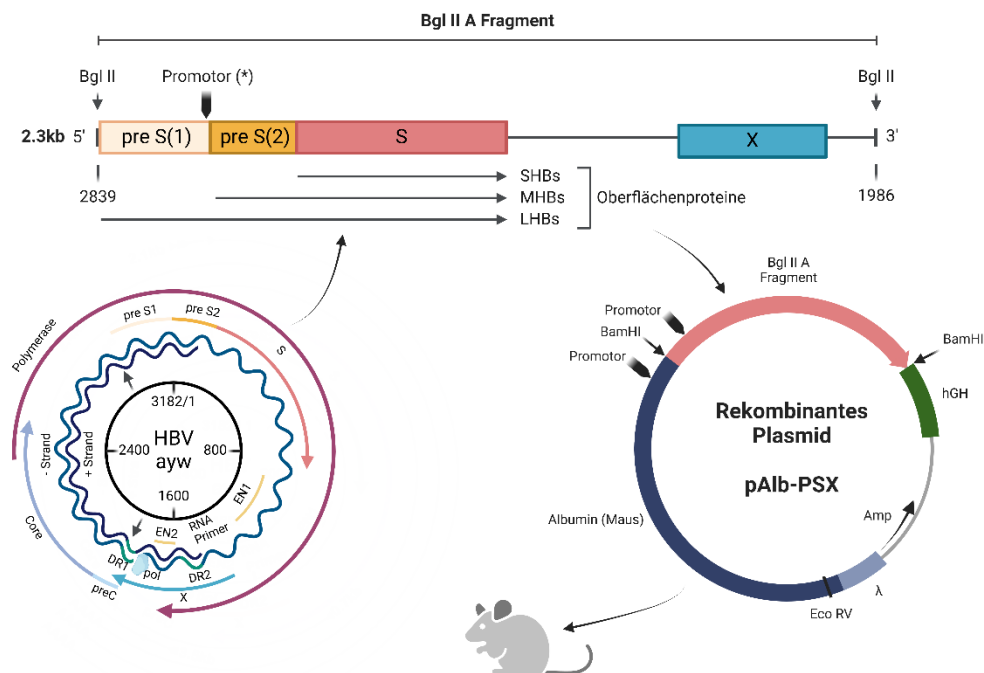 Bgl II A Fragment
Bgl II
Promotor (*)
Bgl II
2.3kb 5' pre S(1) pre S(2) S X 3'
2839
1986
SHBs
MHBs
LHBs
Oberflächenproteine
pre S1
pre S2
S
Polymerase
- Strand
+ Strand
3182/1
2400
HBV
ayw
800
1600
EN1
RNA
Primer
EN2
DR1
pol
DR2
X
preC
Core
Bgl II A
Fragment
Promotor
BamHI
Promotor
BamHI
hGH
Rekombinantes
Plasmid
pAlb-PSX
Albumin (Maus)
Amp
λ
Eco RV